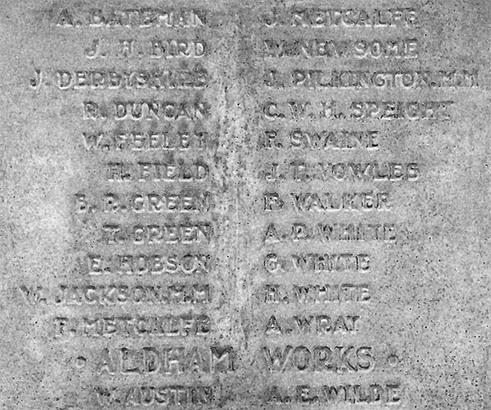 A. BATEMAN J. METCALFE
J. H. BIRD W. NEWSOME
J. DERBYSHIRE J. PILKINGTON. M.M
R. DUNCAN C. W. H. SPEIGHT
W. FEELEY F. SWAINE
H. FIELD J. T. VOWLES
B. R. GREEN P. WALKER
T. GREEN A. P. WHITE
E. HOBSON G. WHITE
W. JACKSON. M.M H. WHITE
F. METCALFE A. WRAY
• ALDHAM WORKS •
W. AUSTIN A. E. WILDE